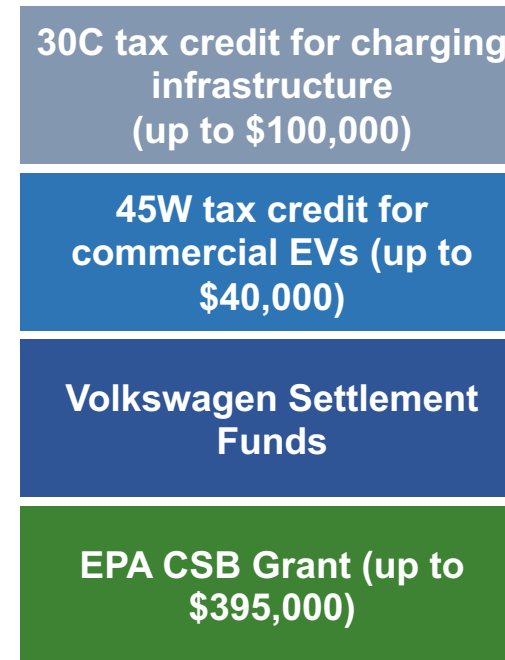 30C tax credit for charging
infrastructure
(up to $100,000)
45W tax credit for
commercial EVs (up to
$40,000)
Volkswagen Settlement
Funds
EPA CSB Grant (up to
$395,000)